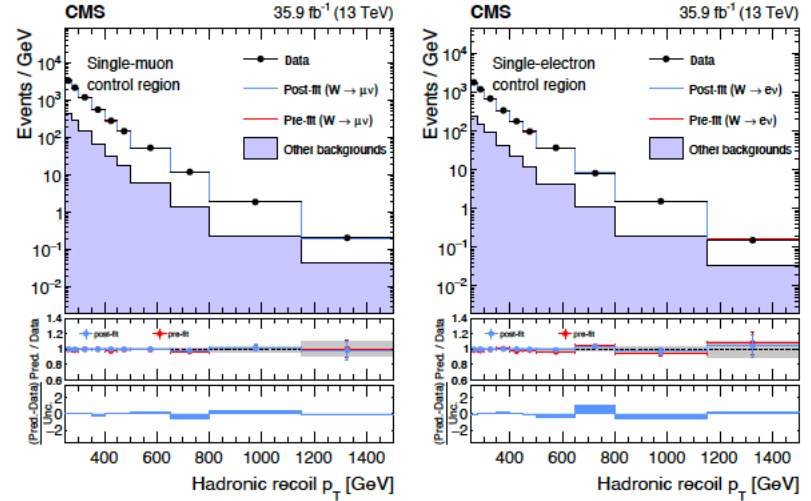 CMS 35.9 fb⁻¹ (13 TeV)
Events / GeV
10⁴
10³
10²
10
1
10⁻¹
10⁻²
Single-muon
control region
Data
Post-fit (W → μν)
Pre-fit (W → μν)
Other backgrounds
Pred. / Data
1.4
1.2
1.0
0.8
0.6
post-fit
pre-fit
(Pred.-Data)
Unc.
2
0
−2
400 600 800 1000 1200 1400
Hadronic recoil p_T [GeV]
CMS 35.9 fb⁻¹ (13 TeV)
Events / GeV
10⁴
10³
10²
10
1
10⁻¹
10⁻²
Single-electron
control region
Data
Post-fit (W → eν)
Pre-fit (W → eν)
Other backgrounds
Pred. / Data
1.4
1.2
1.0
0.8
0.6
post-fit
pre-fit
(Pred.-Data)
Unc.
2
0
−2
400 600 800 1000 1200 1400
Hadronic recoil p_T [GeV]